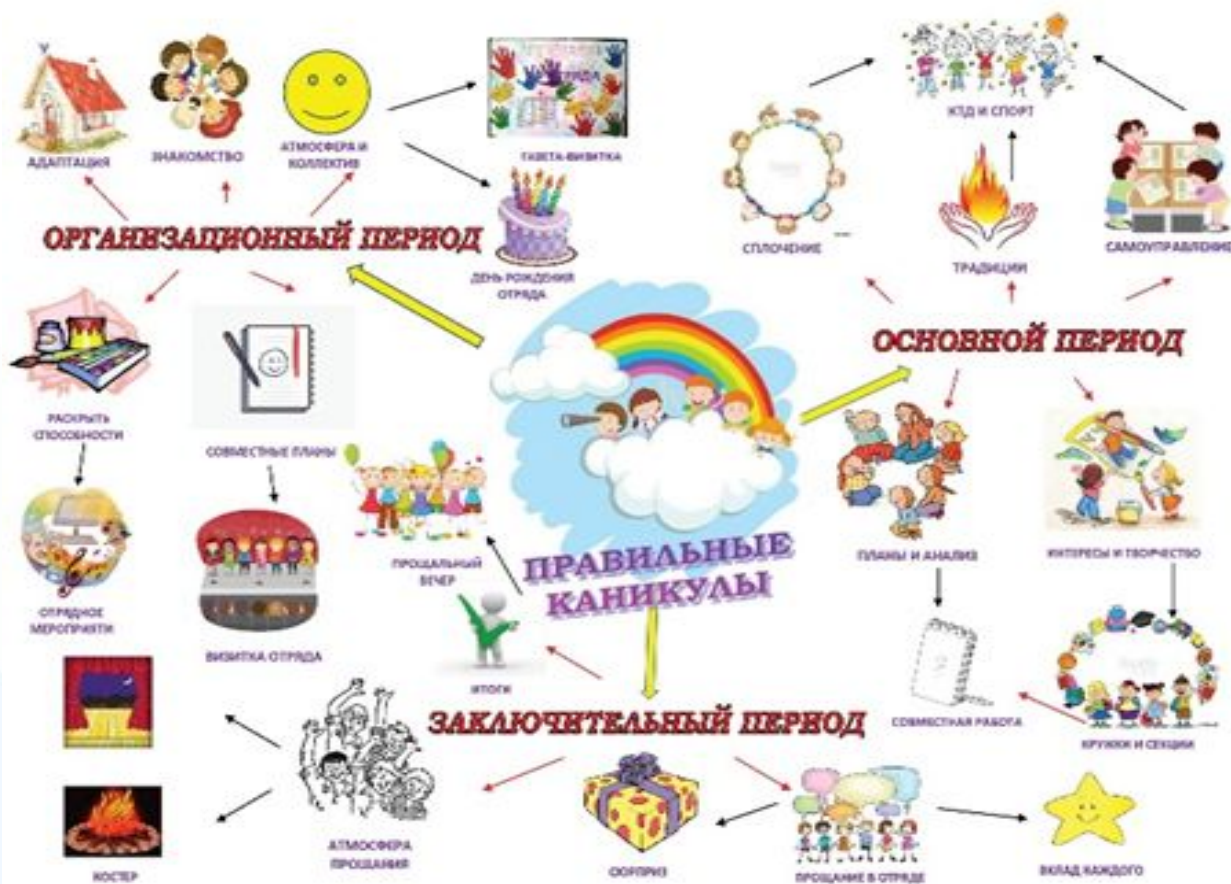 АДАПТАЦИЯ
ЗНАКОМСТВО
АТМОСФЕРА И
КОЛЛЕКТИВ
ГАЗЕТА-ВИЗИТКА
ОРГАНИЗАЦИОННЫЙ ПЕРИОД
ДЕНЬ РОЖДЕНИЯ
ОТРЯДА
РАСКРЫТЬ
СПОСОБНОСТИ
СОВМЕСТНЫЕ ПЛАНЫ
ОТРЯДНОЕ
МЕРОПРИЯТИ
ВИЗИТКА ОТРЯДА
КТД И СПОРТ
СПЛОЧЕНИЕ
ТРАДИЦИИ
САМОУПРАВЛЕНИЕ
ОСНОВНОЙ ПЕРИОД
ПЛАНЫ И АНАЛИЗ
ИНТЕРЕСЫ И ТВОРЧЕСТВО
СОВМЕСТНАЯ РАБОТА
КРУЖКИ И СЕКЦИИ
ПРАВИЛЬНЫЕ
КАНИКУЛЫ
ПРОЩАЛЬНЫЙ
ВЕЧЕР
ИТОГИ
ЗАКЛЮЧИТЕЛЬНЫЙ ПЕРИОД
КОСТЕР
АТМОСФЕРА
ПРОЩАНИЯ
СЮРПРИЗ
ПРОЩАНИЕ В ОТРЯДЕ
ВКЛАД КАЖДОГО